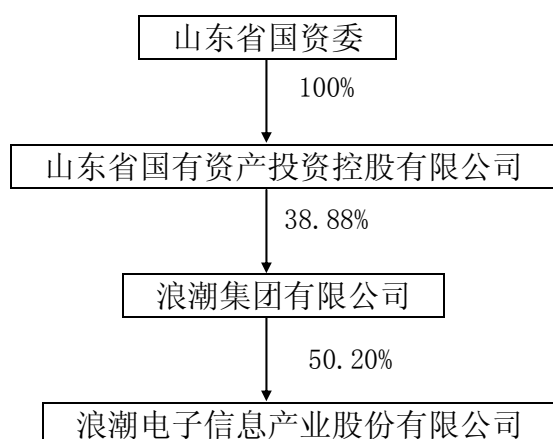 山东省国资委
100%
山东省国有资产投资控股有限公司
38.88%
浪潮集团有限公司
50.20%
浪潮电子信息产业股份有限公司